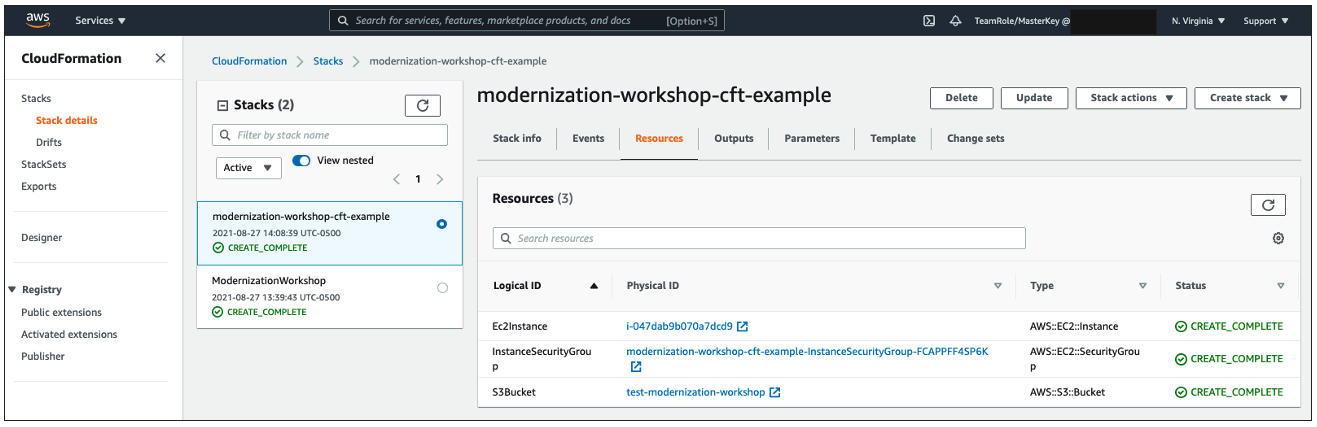 aws Services Search for services, features, marketplace products, and docs [Option+S] TeamRole/MasterKey @ N. Virginia Support
CloudFormation
Stacks
Stack details
Drifts
StackSets
Exports
Designer
Registry
Public extensions
Activated extensions
Publisher
CloudFormation Stacks modernization-workshop-cft-example
Stacks (2)
Filter by stack name
Active View nested
1
modernization-workshop-cft-example
2021-08-27 14:08:39 UTC-0500
CREATE_COMPLETE
ModernizationWorkshop
2021-08-27 13:39:43 UTC-0500
CREATE_COMPLETE
modernization-workshop-cft-example Delete Update Stack actions Create stack
Stack info Events Resources Outputs Parameters Template Change sets
Resources (3)
Search resources
Logical ID Physical ID Type Status
Ec2Instance i-047dab9b070a7dcd9 AWS::EC2::Instance CREATE_COMPLETE
InstanceSecurityGrou modernization-workshop-cft-example-InstanceSecurityGroup-FCAPPFF4SP6K AWS::EC2::SecurityGrou CREATE_COMPLETE
p p
S3Bucket test-modernization-workshop AWS::S3::Bucket CREATE_COMPLETE